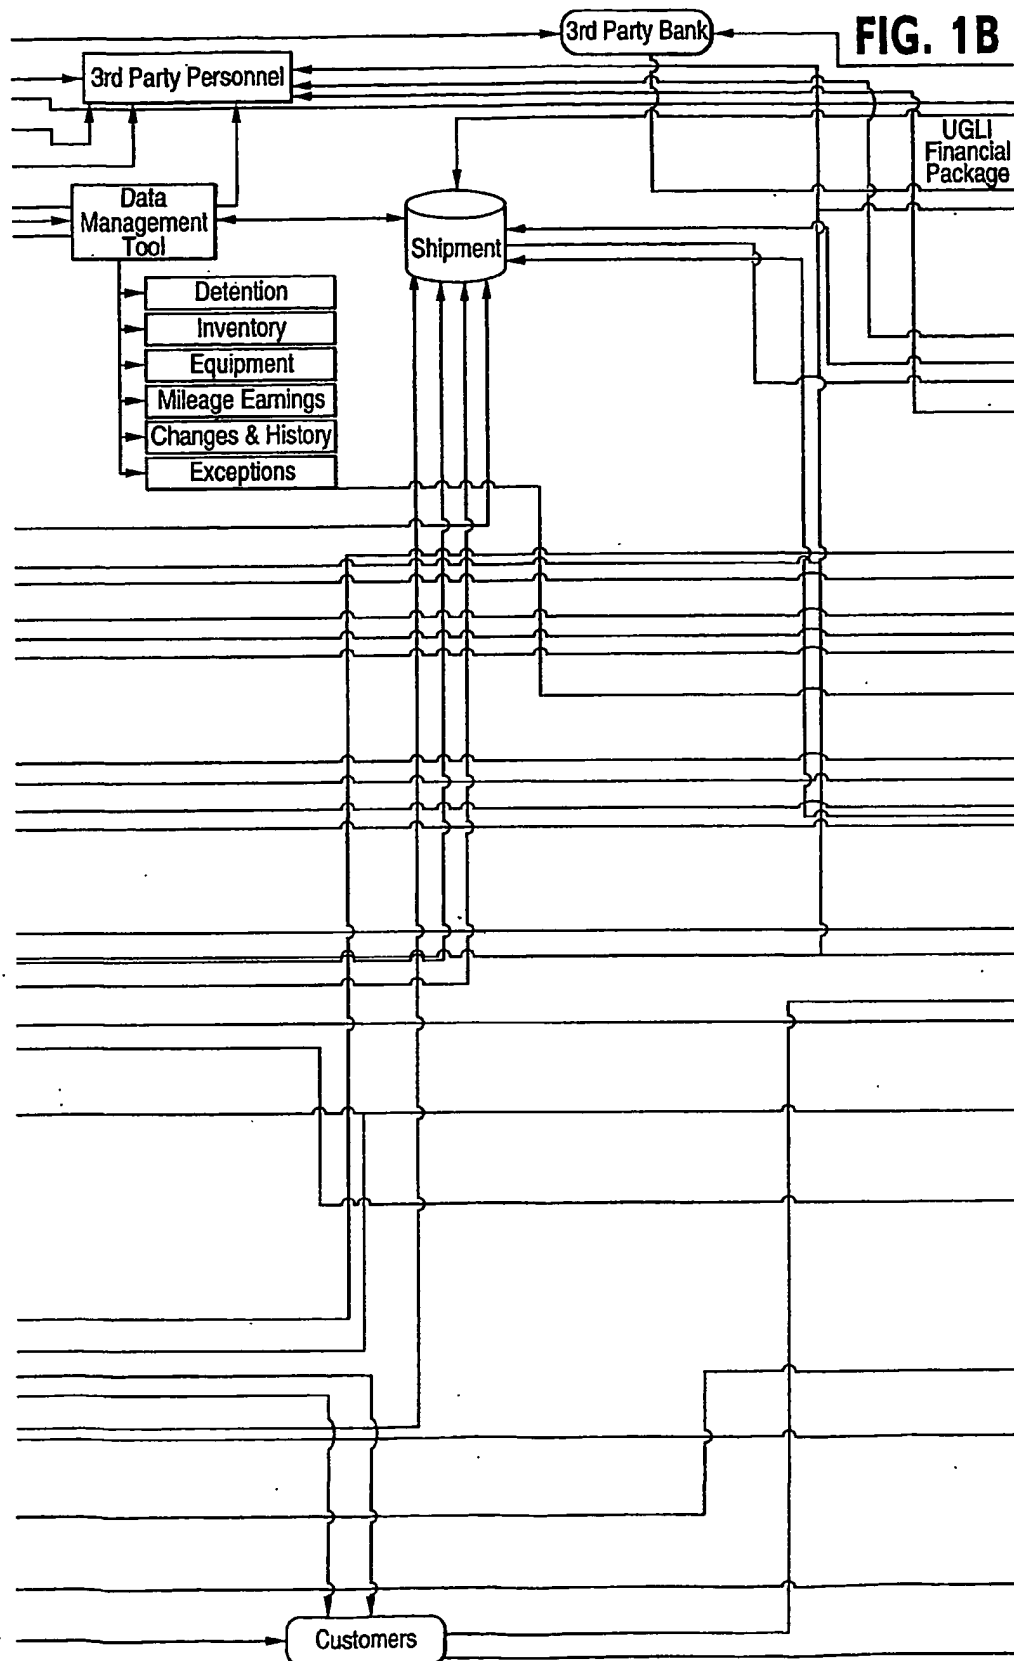 3rd Party Bank
FIG. 1B
3rd Party Personnel
UGLI
Financial
Package
Data
Management
Tool
Shipment
Detention
Inventory
Equipment
Mileage Earnings
Changes & History
Exceptions
Customers